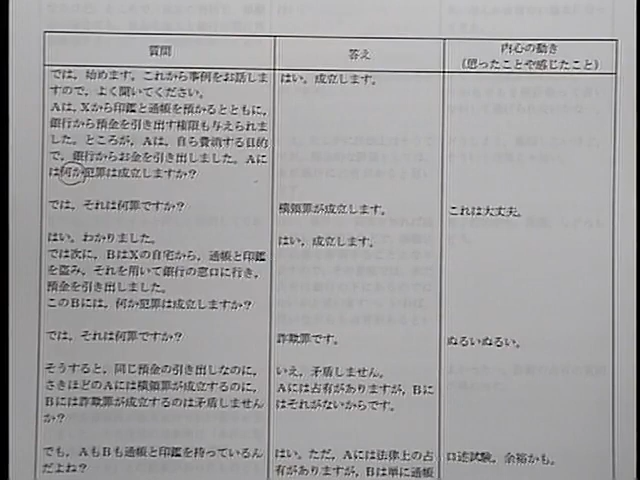 質問
答え
内心の動き
(思ったことや感じたこと)
では，始めます。これから事例をお話しま
すので，よく聞いてください。
Aは，Xから印鑑と通帳を預かるとともに，
銀行から預金を引き出す権限も与えられま
した。ところが，Aは，自ら費消する目的
で，銀行からお金を引き出しました。Aに
は何か犯罪は成立しますか？
はい。成立します。
では，それは何罪ですか？
横領罪が成立します。
これは大丈夫。
はい。わかりました。
では次に，BはXの自宅から，通帳と印鑑
を盗み，それを用いて銀行の窓口に行き，
預金を引き出しました。
このBには，何か犯罪は成立しますか？
はい，成立します。
では，それは何罪ですか？
詐欺罪です。
ぬるいぬるい。
そうすると，同じ預金の引き出しなのに，
さきほどのAには横領罪が成立するのに，
Bには詐欺罪が成立するのは矛盾しません
か？
いえ，矛盾しません。
Aには占有がありますが，Bに
はそれがないからです。
でも，AもBも通帳と印鑑を持っているん
だよね？
はい。ただ，Aには法律上の占
有がありますが，Bは単に通帳
口述試験，余裕かも。